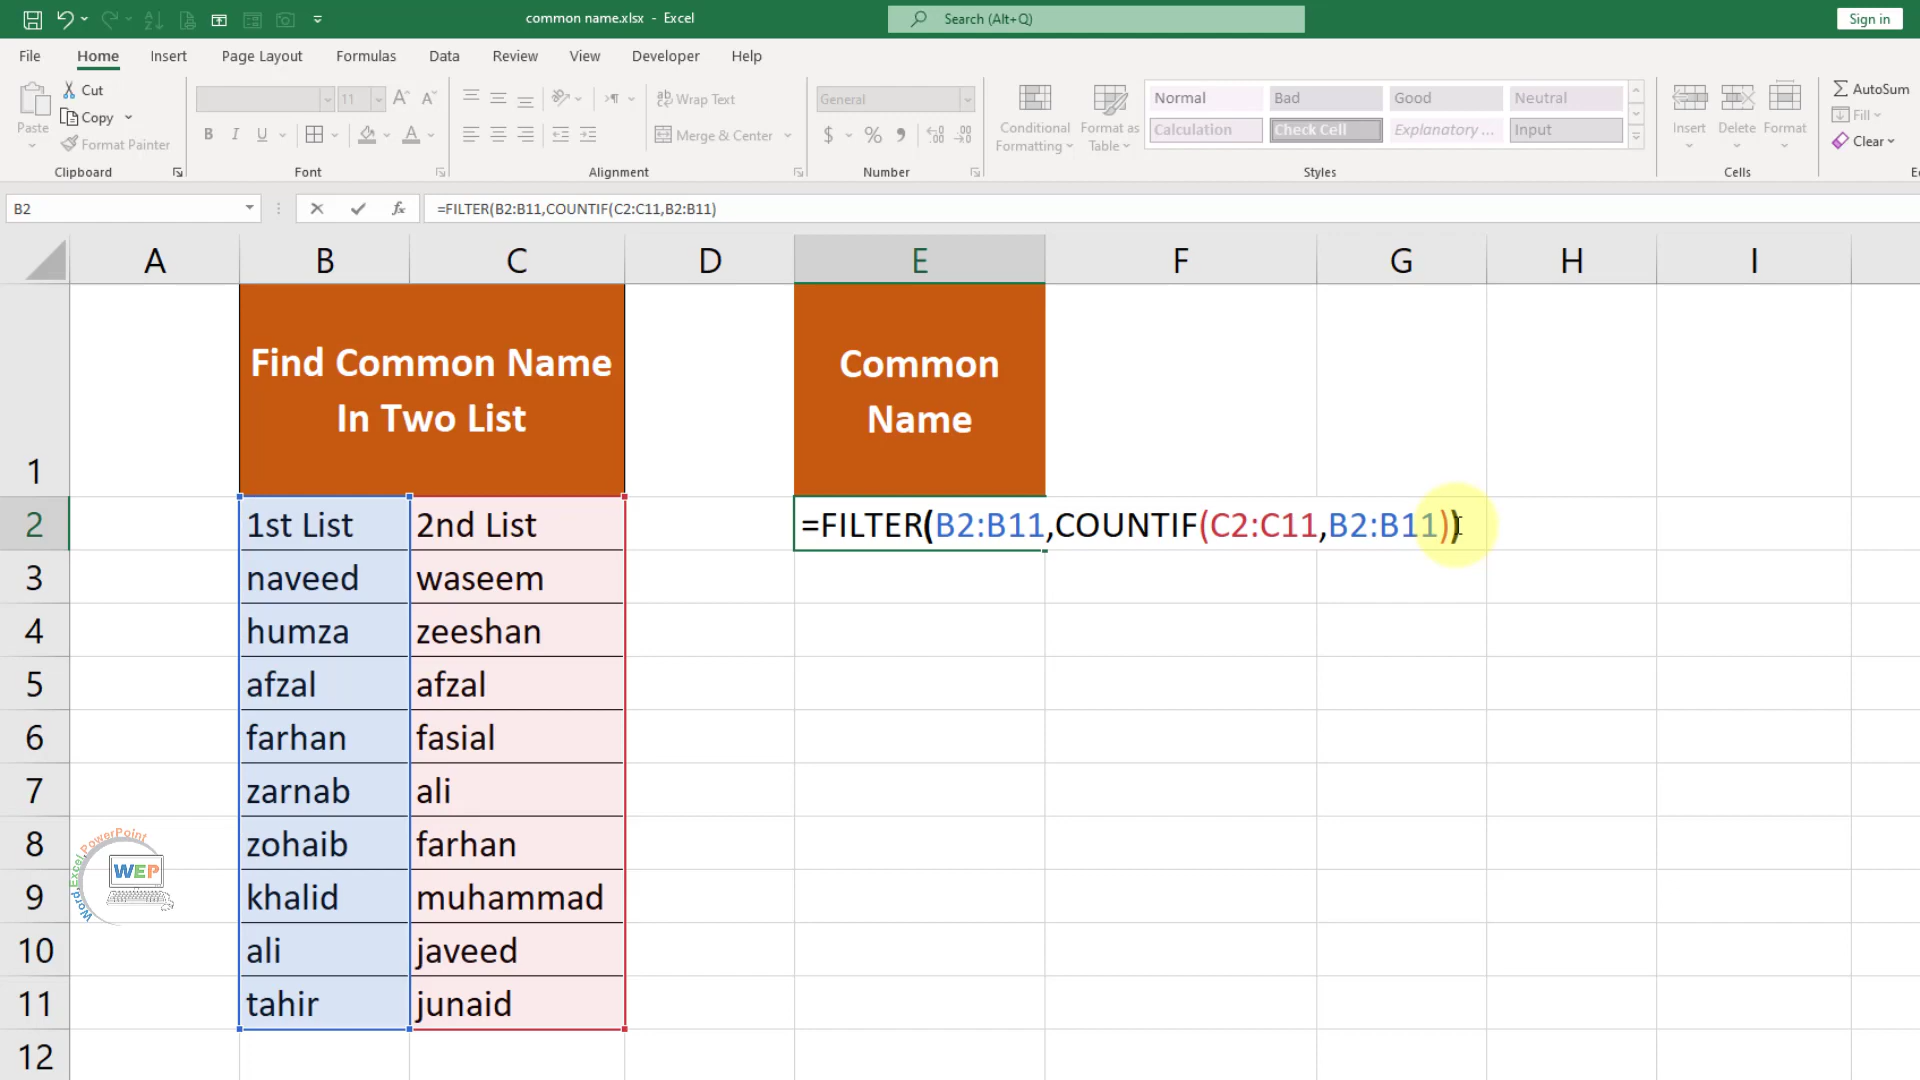 common name.xlsx - Excel
Search (Alt+Q)
Sign in
File
Home
Insert
Page Layout
Formulas
Data
Review
View
Developer
Help
Paste
Cut
Copy
Format Painter
Clipboard
11
B I U
Font
Wrap Text
Merge & Center
Alignment
General
$ % 9
Number
Conditional
Formatting
Format as
Table
Normal
Bad
Good
Neutral
Calculation
Check Cell
Explanatory ...
Input
Styles
Insert
Delete
Format
Cells
AutoSum
Fill
Clear
B2
fx
=FILTER(B2:B11,COUNTIF(C2:C11,B2:B11)
A B C D E F G H I
1
Find Common Name
In Two List
Common
Name
2 1st List 2nd List =FILTER(B2:B11,COUNTIF(C2:C11,B2:B11))
3 naveed waseem
4 humza zeeshan
5 afzal afzal
6 farhan fasial
7 zarnab ali
8 zohaib farhan
9 khalid muhammad
10 ali javeed
11 tahir junaid
12
Word,Excel,PowerPoint
WEP